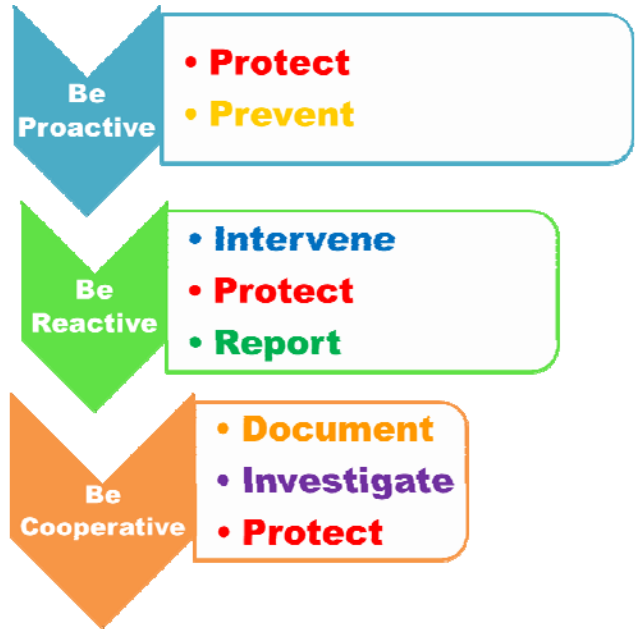 Be
Proactive
• Protect
• Prevent
Be
Reactive
• Intervene
• Protect
• Report
Be
Cooperative
• Document
• Investigate
• Protect